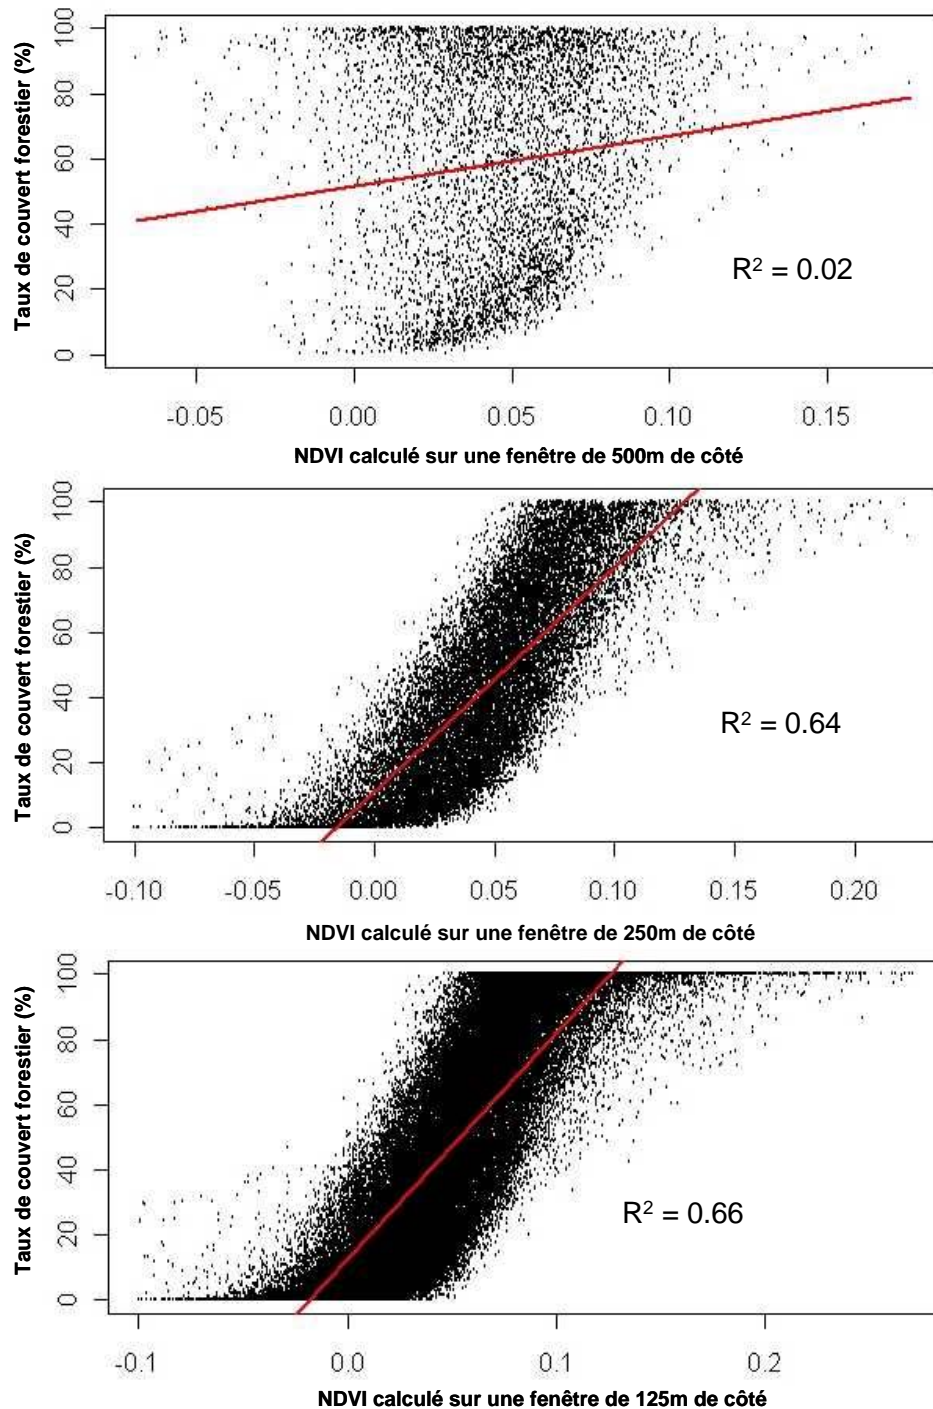 Taux de couvert forestier (%)
100
80
60
40
20
0
R² = 0.02
-0.05 0.00 0.05 0.10 0.15
NDVI calculé sur une fenêtre de 500m de côté
Taux de couvert forestier (%)
100
80
60
40
20
0
R² = 0.64
-0.10 -0.05 0.00 0.05 0.10 0.15 0.20
NDVI calculé sur une fenêtre de 250m de côté
Taux de couvert forestier (%)
100
80
60
40
20
0
R² = 0.66
-0.1 0.0 0.1 0.2
NDVI calculé sur une fenêtre de 125m de côté